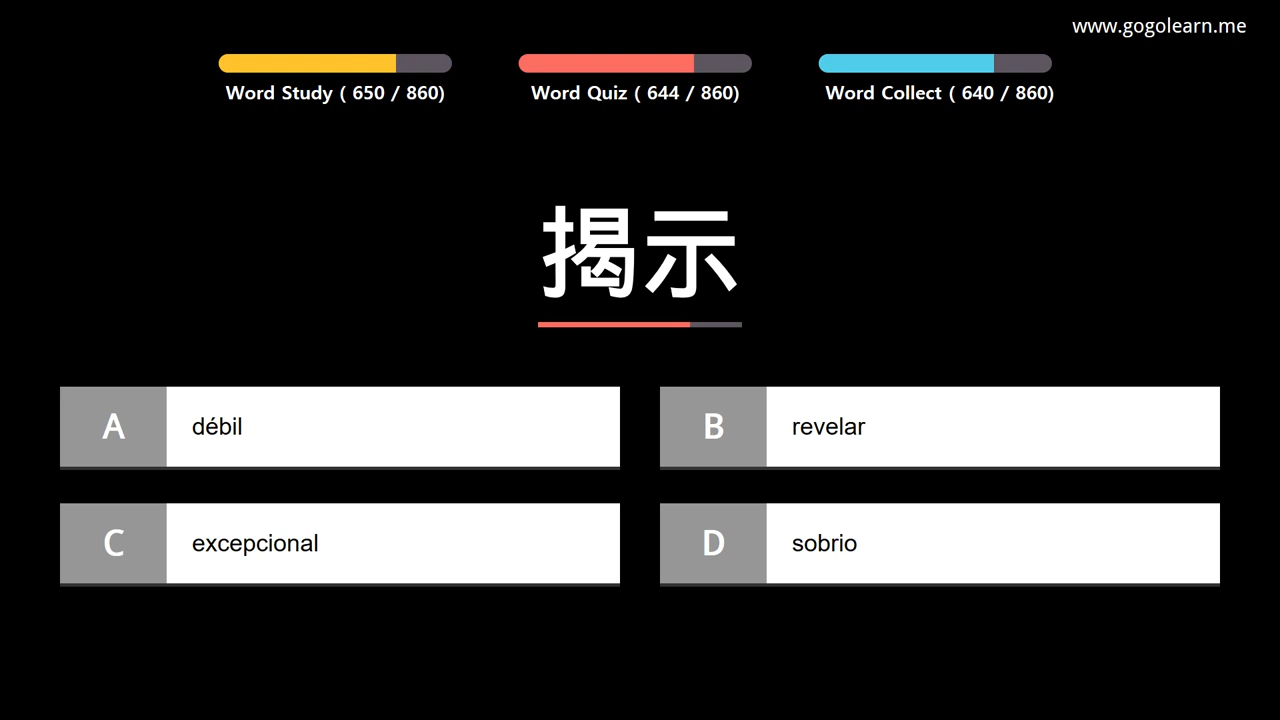 www.gogolearn.me
Word Study ( 650 / 860)
Word Quiz ( 644 / 860)
Word Collect ( 640 / 860)
揭示
A débil
B revelar
C excepcional
D sobrio